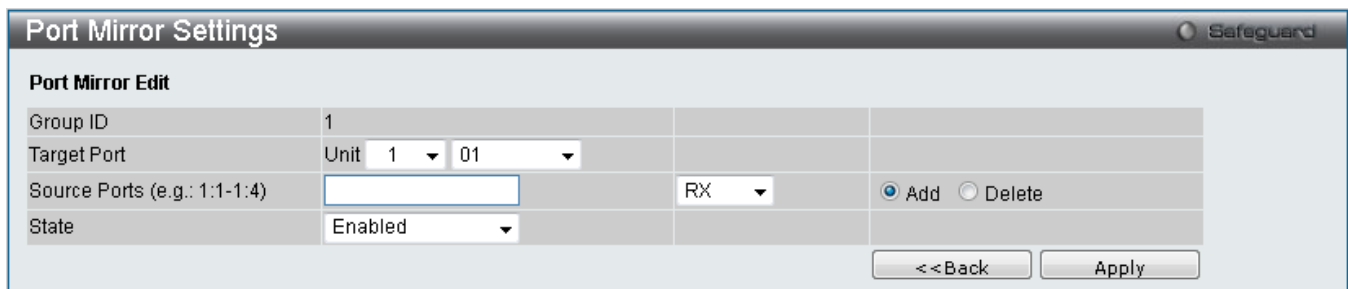 Port Mirror Settings
Safeguard
Port Mirror Edit
Group ID 1
Target Port Unit 1 01
Source Ports (e.g.: 1:1-1:4) RX Add Delete
State Enabled
<<Back Apply